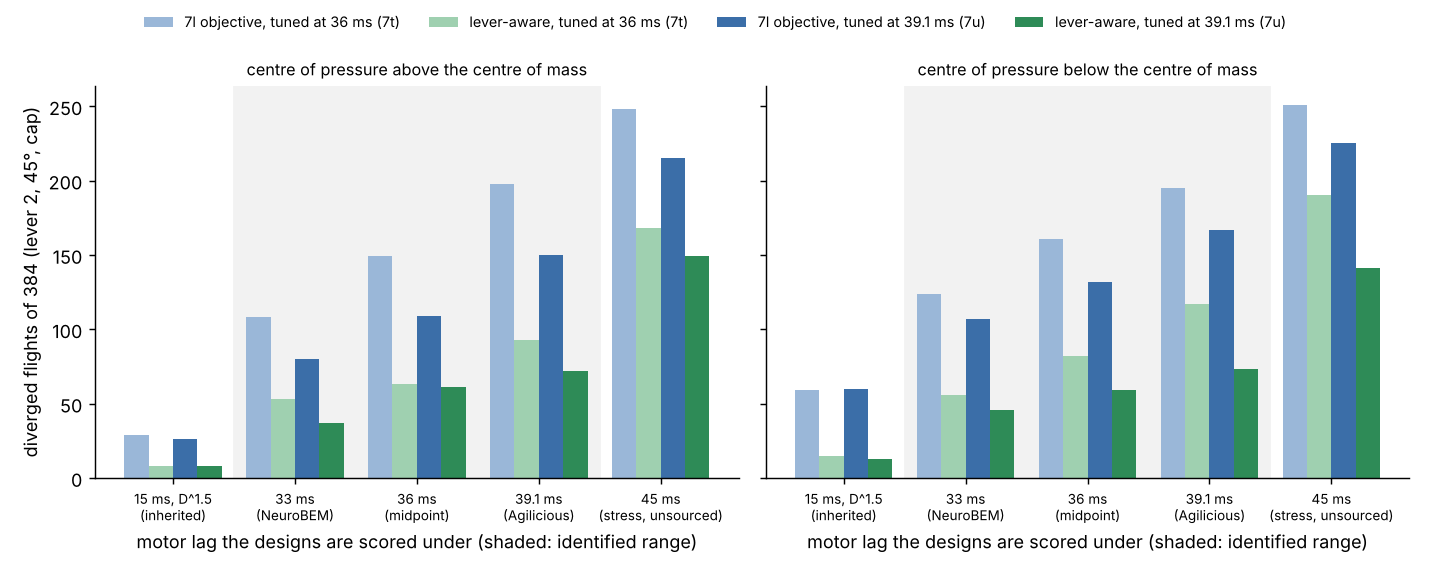 7l objective, tuned at 36 ms (7t) lever-aware, tuned at 36 ms (7t) 7l objective, tuned at 39.1 ms (7u) lever-aware, tuned at 39.1 ms (7u)
centre of pressure above the centre of mass
centre of pressure below the centre of mass
diverged flights of 384 (lever 2, 45°, cap)
250
200
150
100
50
0
15 ms, D^1.5
(inherited)
33 ms
(NeuroBEM)
36 ms
(midpoint)
39.1 ms
(Agilicious)
45 ms
(stress, unsourced)
motor lag the designs are scored under (shaded: identified range)
15 ms, D^1.5
(inherited)
33 ms
(NeuroBEM)
36 ms
(midpoint)
39.1 ms
(Agilicious)
45 ms
(stress, unsourced)
motor lag the designs are scored under (shaded: identified range)